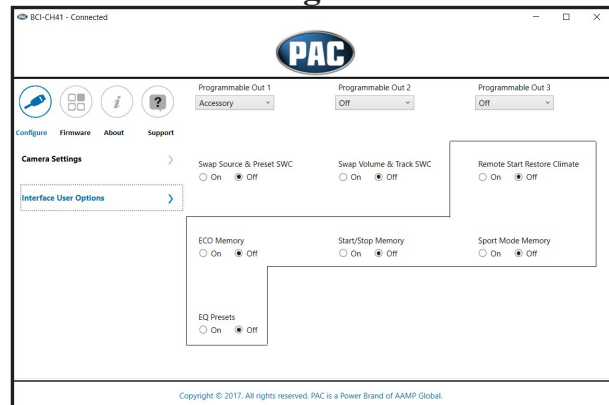 BCI-CH41 - Connected
PAC
Configure Firmware About Support
Camera Settings
Interface User Options
Programmable Out 1 Programmable Out 2 Programmable Out 3
Accessory Off Off
Swap Source & Preset SWC Swap Volume & Track SWC Remote Start Restore Climate
On Off On Off On Off
ECO Memory Start/Stop Memory Sport Mode Memory
On Off On Off On Off
EQ Presets
On Off
Copyright © 2017. All rights reserved. PAC is a Power Brand of AAMP Global.